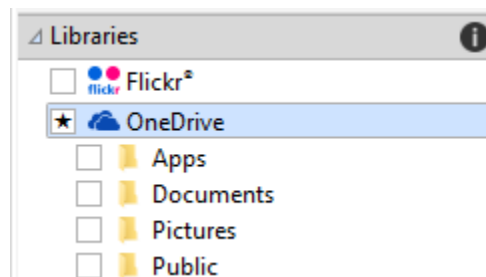 Libraries
flickr Flickr®
OneDrive
Apps
Documents
Pictures
Public